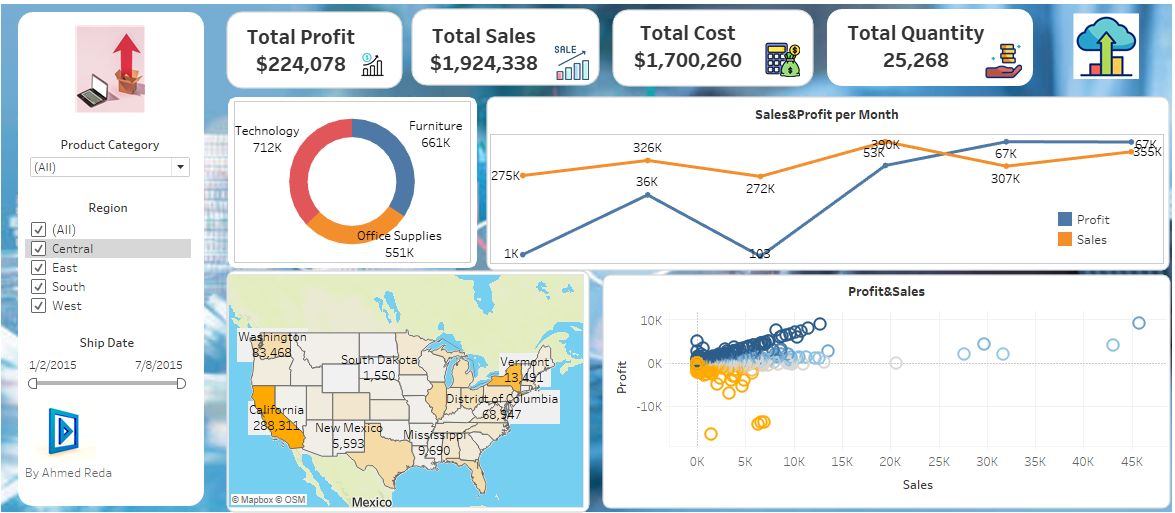 Product Category
(All)
Region
(All)
Central
East
South
West
Ship Date
1/2/2015 7/8/2015
By Ahmed Reda
Total Profit
$224,078
Total Sales
$1,924,338
SALE
Total Cost
$1,700,260
Total Quantity
25,268
Technology
712K
Furniture
661K
Office Supplies
551K
Sales&Profit per Month
275K
326K
272K
390K
307K
355K
1K
36K
103
53K
67K
67K
Profit
Sales
Washington
83,468
South Dakota
1,550
Vermont
13,491
California
288,311
New Mexico
5,593
Mississippi
9,690
District of Columbia
68,947
Mexico
© Mapbox © OSM
Profit&Sales
Profit
10K
0K
-10K
0K 5K 10K 15K 20K 25K 30K 35K 40K 45K
Sales